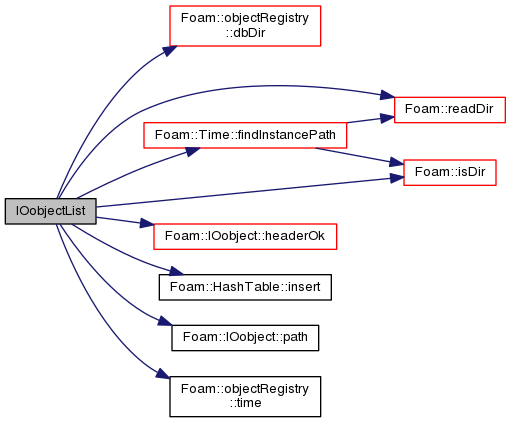 Foam::objectRegistry
::dbDir
Foam::readDir
Foam::Time::findInstancePath
Foam::isDir
IOobjectList
Foam::IOobject::headerOk
Foam::HashTable::insert
Foam::IOobject::path
Foam::objectRegistry
::time